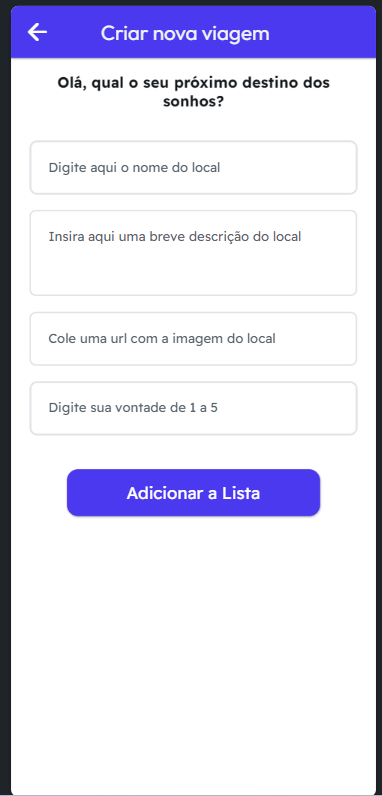 Criar nova viagem
Olá, qual o seu próximo destino dos
sonhos?
Digite aqui o nome do local
Insira aqui uma breve descrição do local
Cole uma url com a imagem do local
Digite sua vontade de 1 a 5
Adicionar a Lista